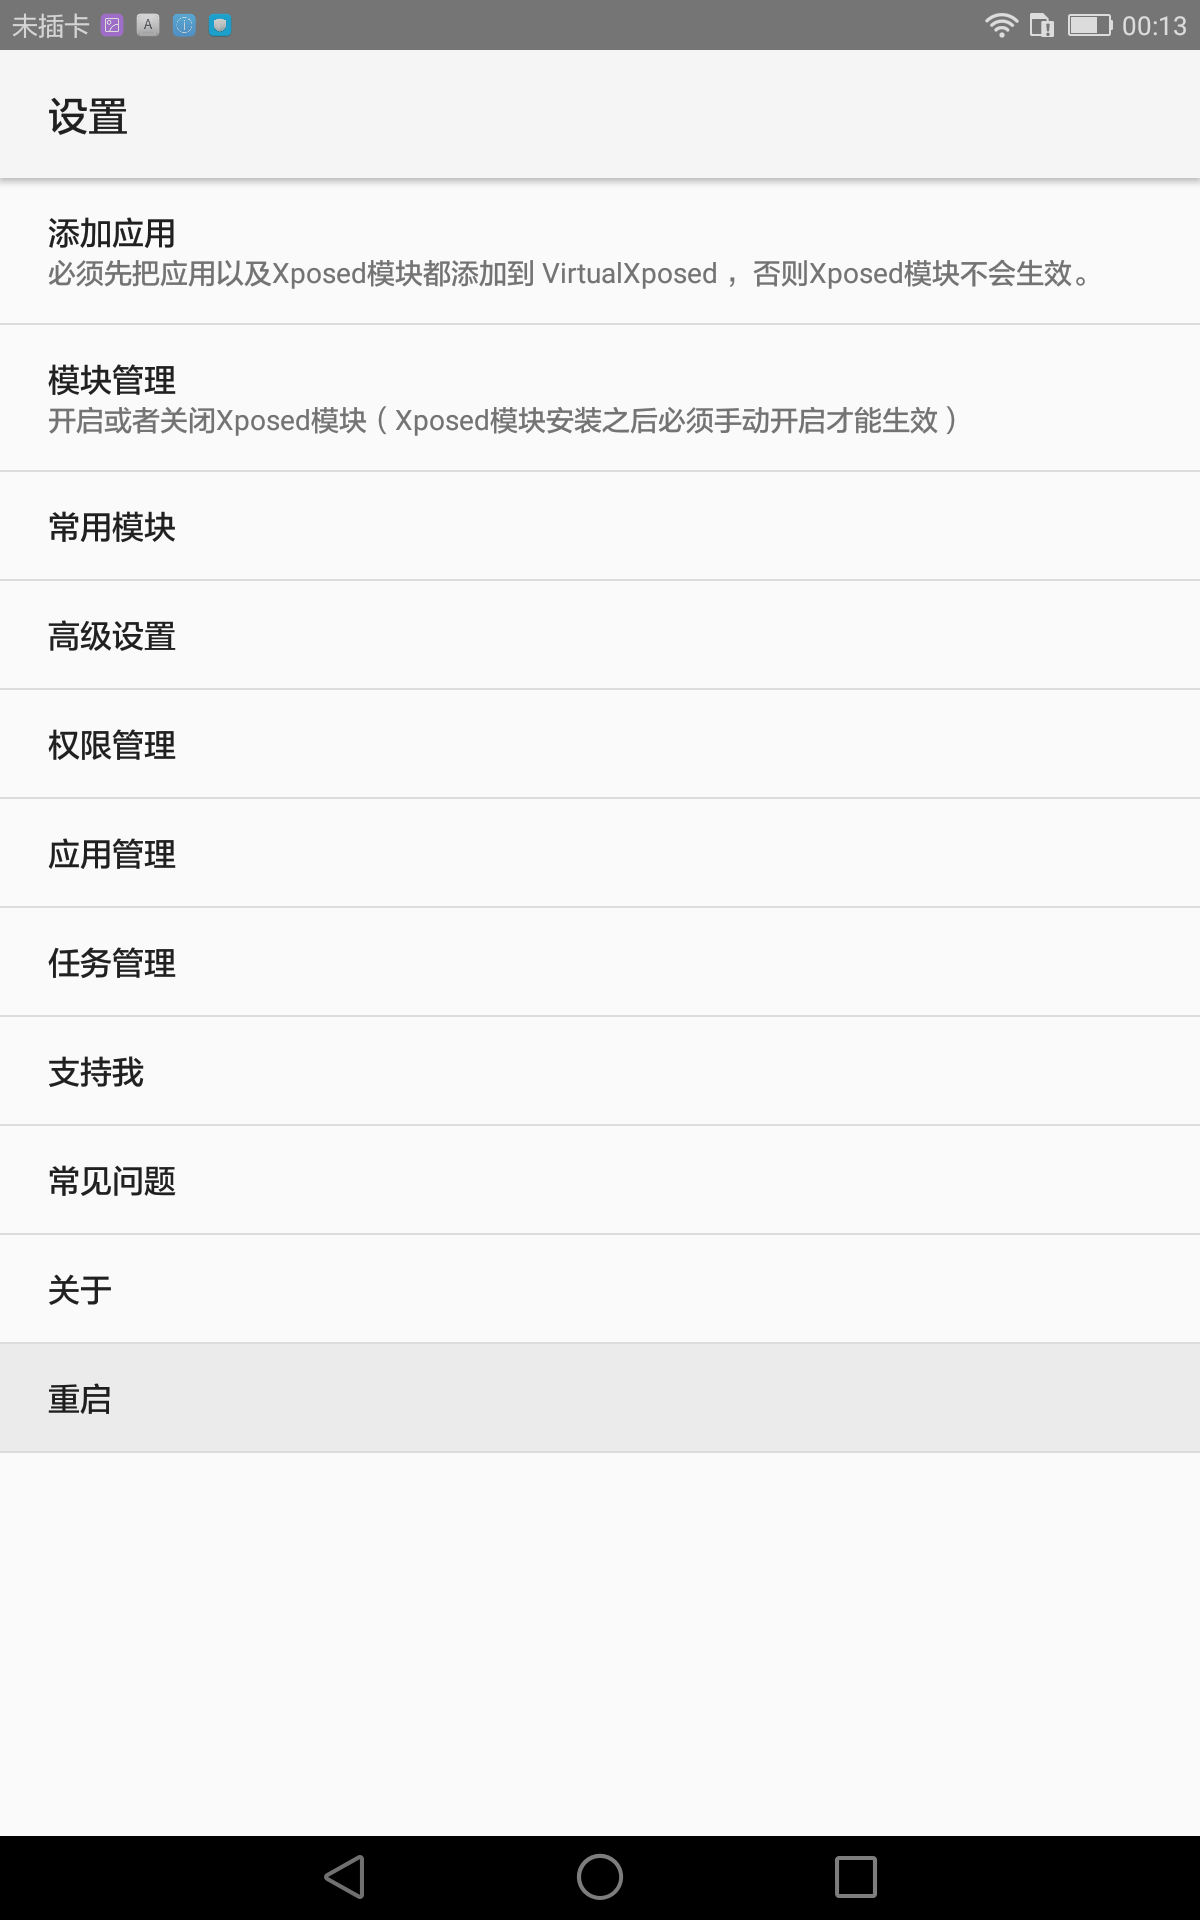 未插卡 A 00:13
设置
添加应用
必须先把应用以及Xposed模块都添加到 VirtualXposed ，否则Xposed模块不会生效。
模块管理
开启或者关闭Xposed模块（Xposed模块安装之后必须手动开启才能生效）
常用模块
高级设置
权限管理
应用管理
任务管理
支持我
常见问题
关于
重启